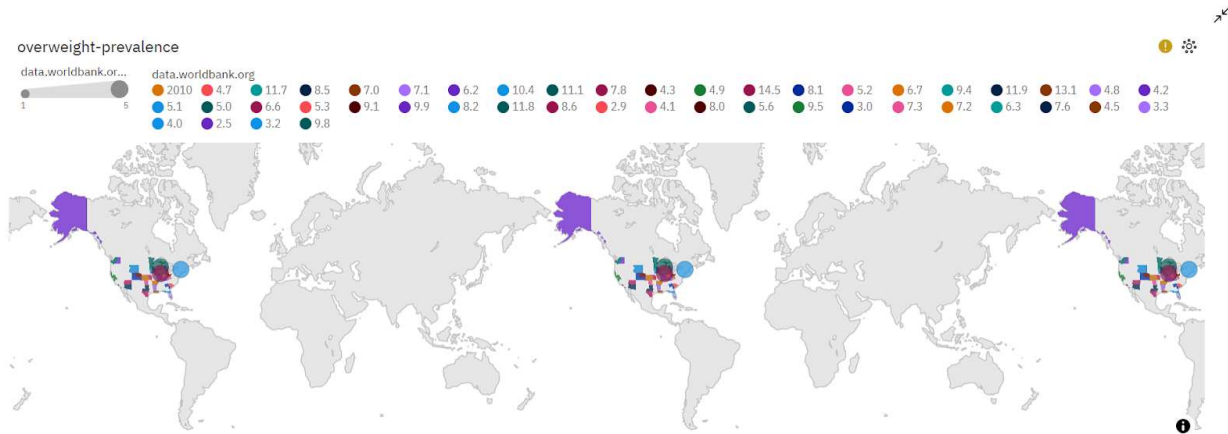 overweight-prevalence
data.worldbank.or...
1 5
data.worldbank.org
2010 4.7 11.7 8.5 7.0 7.1 6.2 10.4 11.1 7.8 4.3 4.9 14.5 8.1 5.2 6.7 9.4 11.9 13.1 4.8 4.2
5.1 5.0 6.6 5.3 9.1 9.9 8.2 11.8 8.6 2.9 4.1 8.0 5.6 9.5 3.0 7.3 7.2 6.3 7.6 4.5 3.3
4.0 2.5 3.2 9.8